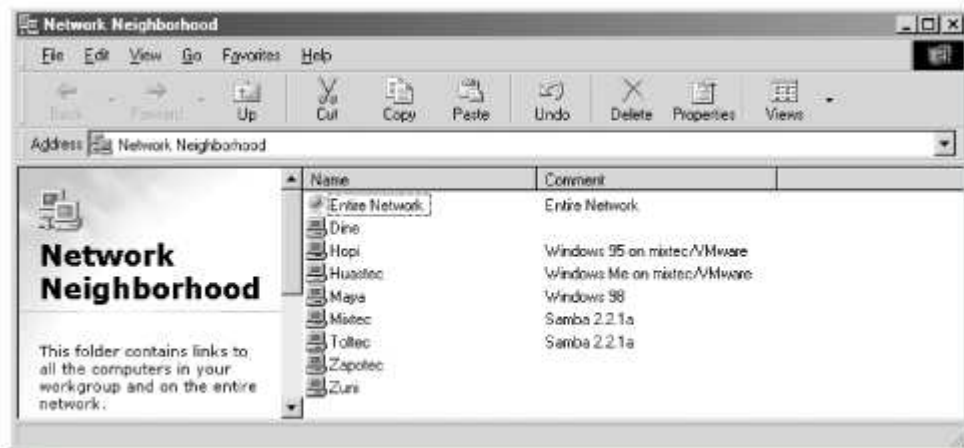 Network Neighborhood
File Edit View Go Favorites Help
Back Forward Up Cut Copy Paste Undo Delete Properties Views
Address Network Neighborhood
Name Comment
Entire Network Entire Network
Dine
Hopi Windows 95 on mixtec/VMware
Huastec Windows Me on mixtec/VMware
Maya Windows 98
Mixtec Samba 2.2.1a
Toltec Samba 2.2.1a
Zapotec
Zuni
Network
Neighborhood
This folder contains links to
all the computers in your
workgroup and on the entire
network.